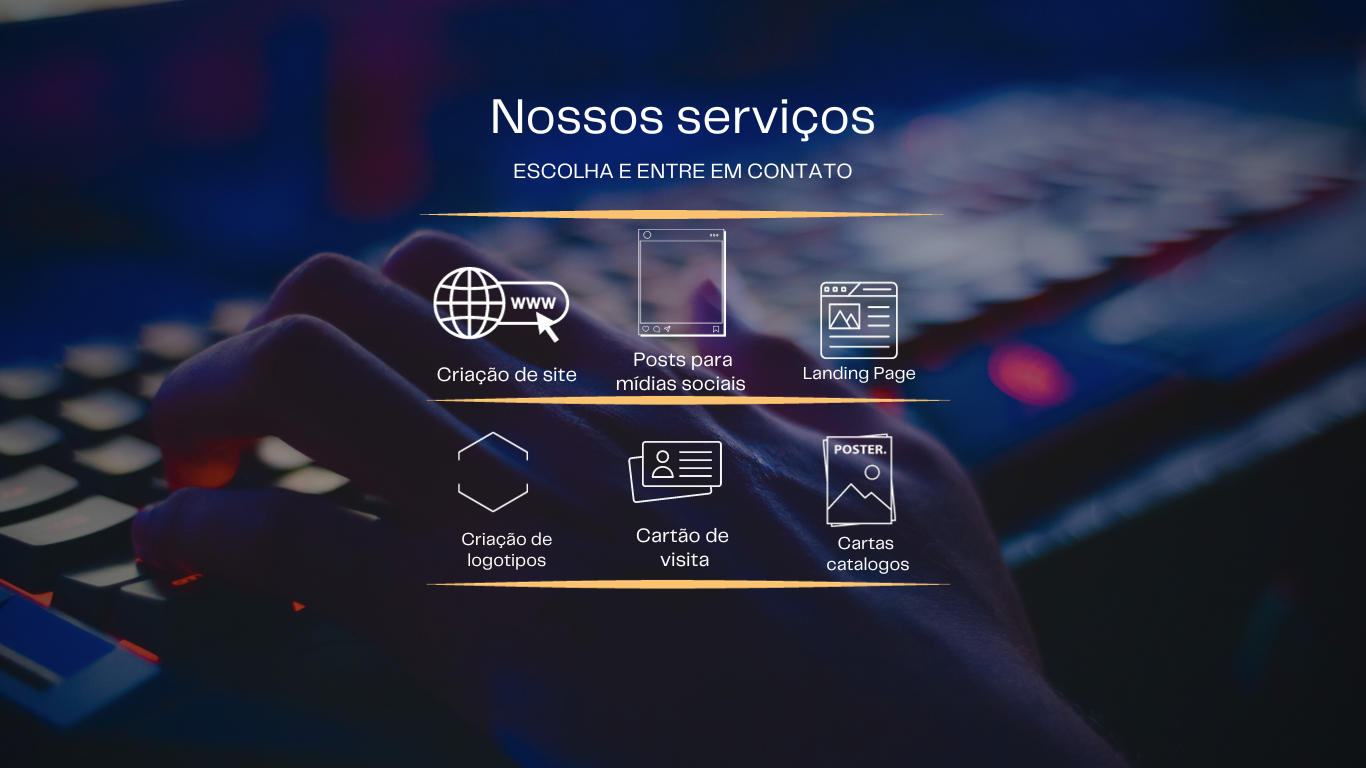 Nossos serviços
ESCOLHA E ENTRE EM CONTATO
www
Criação de site
Posts para
mídias sociais
Landing Page
Criação de
logotipos
Cartão de
visita
POSTER.
Cartas
catalogos